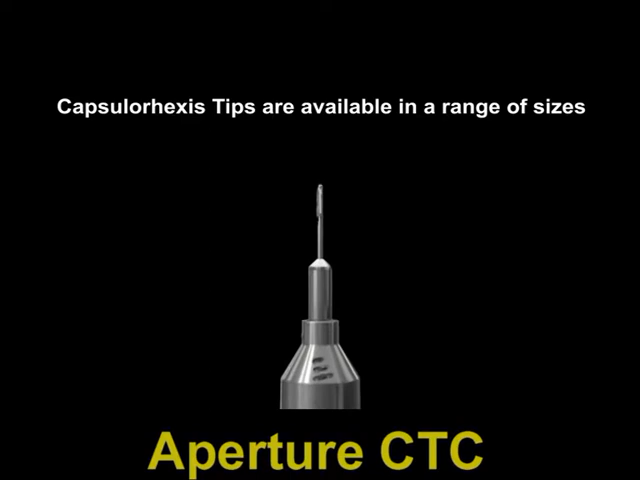 Capsulorhexis Tips are available in a range of sizes
Aperture CTC